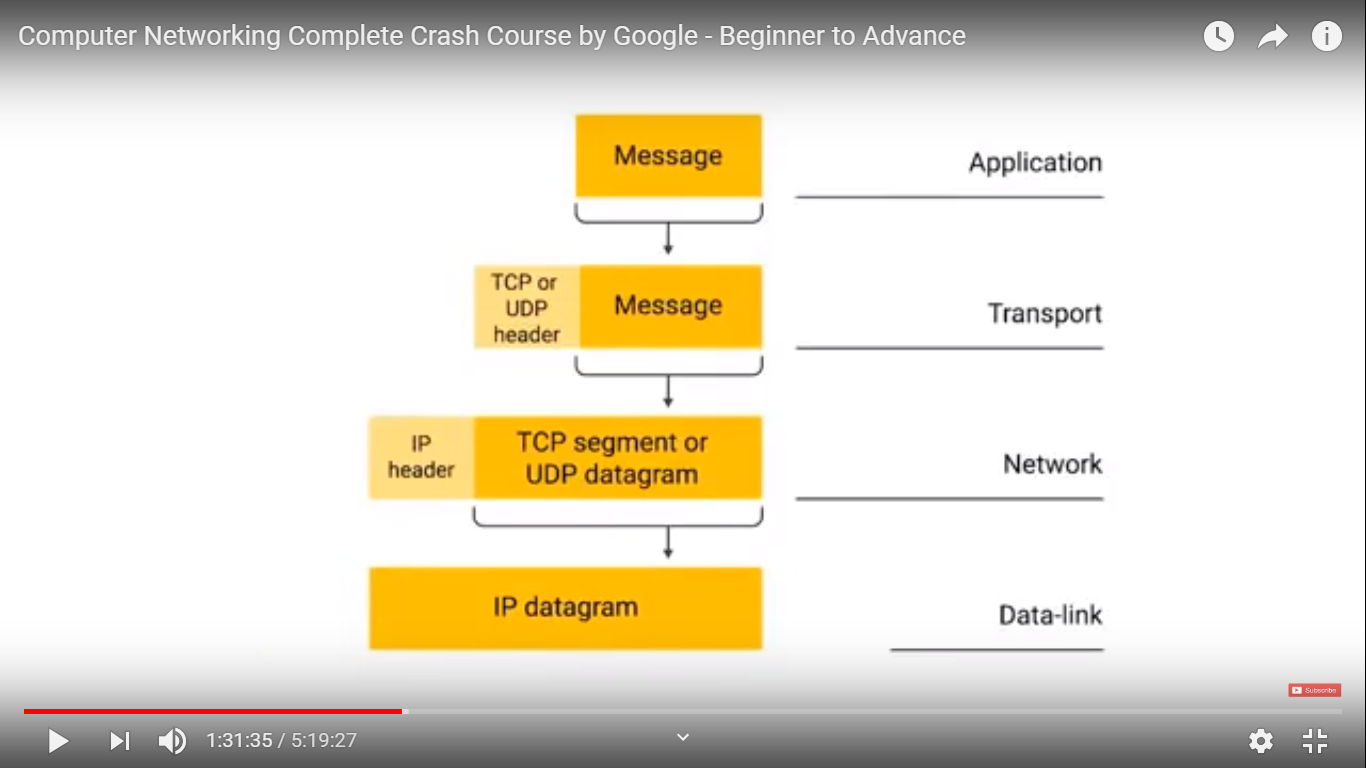 Computer Networking Complete Crash Course by Google - Beginner to Advance
Message
Application
TCP or
UDP
header
Message
Transport
IP
header
TCP segment or
UDP datagram
Network
IP datagram
Data-link
Subscribe
1:31:35 / 5:19:27